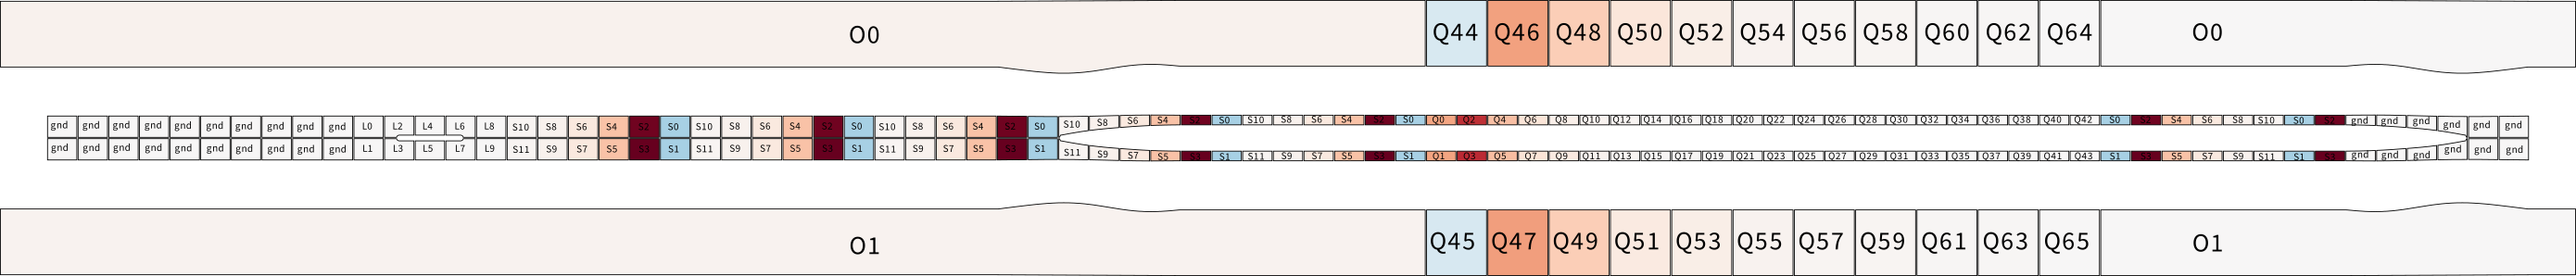 O0 Q44 Q46 Q48 Q50 Q52 Q54 Q56 Q58 Q60 Q62 Q64 O0
gnd gnd gnd gnd gnd gnd gnd gnd gnd gnd L0 L2 L4 L6 L8 S10 S8 S6 S4 S2 S0 S10 S8 S6 S4 S2 S0 S10 S8 S6 S4 S2 S0 S10 S8 S6 S4 S2 S0 S10 S8 S6 S4 S2 S0 Q0 Q2 Q4 Q6 Q8 Q10 Q12 Q14 Q16 Q18 Q20 Q22 Q24 Q26 Q28 Q30 Q32 Q34 Q36 Q38 Q40 Q42 S0 S2 S4 S6 S8 S10 S0 S2 gnd gnd gnd gnd gnd gnd
gnd gnd gnd gnd gnd gnd gnd gnd gnd gnd L1 L3 L5 L7 L9 S11 S9 S7 S5 S3 S1 S11 S9 S7 S5 S3 S1 S11 S9 S7 S5 S3 S1 S11 S9 S7 S5 S3 S1 S11 S9 S7 S5 S3 S1 Q1 Q3 Q5 Q7 Q9 Q11 Q13 Q15 Q17 Q19 Q21 Q23 Q25 Q27 Q29 Q31 Q33 Q35 Q37 Q39 Q41 Q43 S1 S3 S5 S7 S9 S11 S1 S3 gnd gnd gnd gnd gnd gnd
O1 Q45 Q47 Q49 Q51 Q53 Q55 Q57 Q59 Q61 Q63 Q65 O1